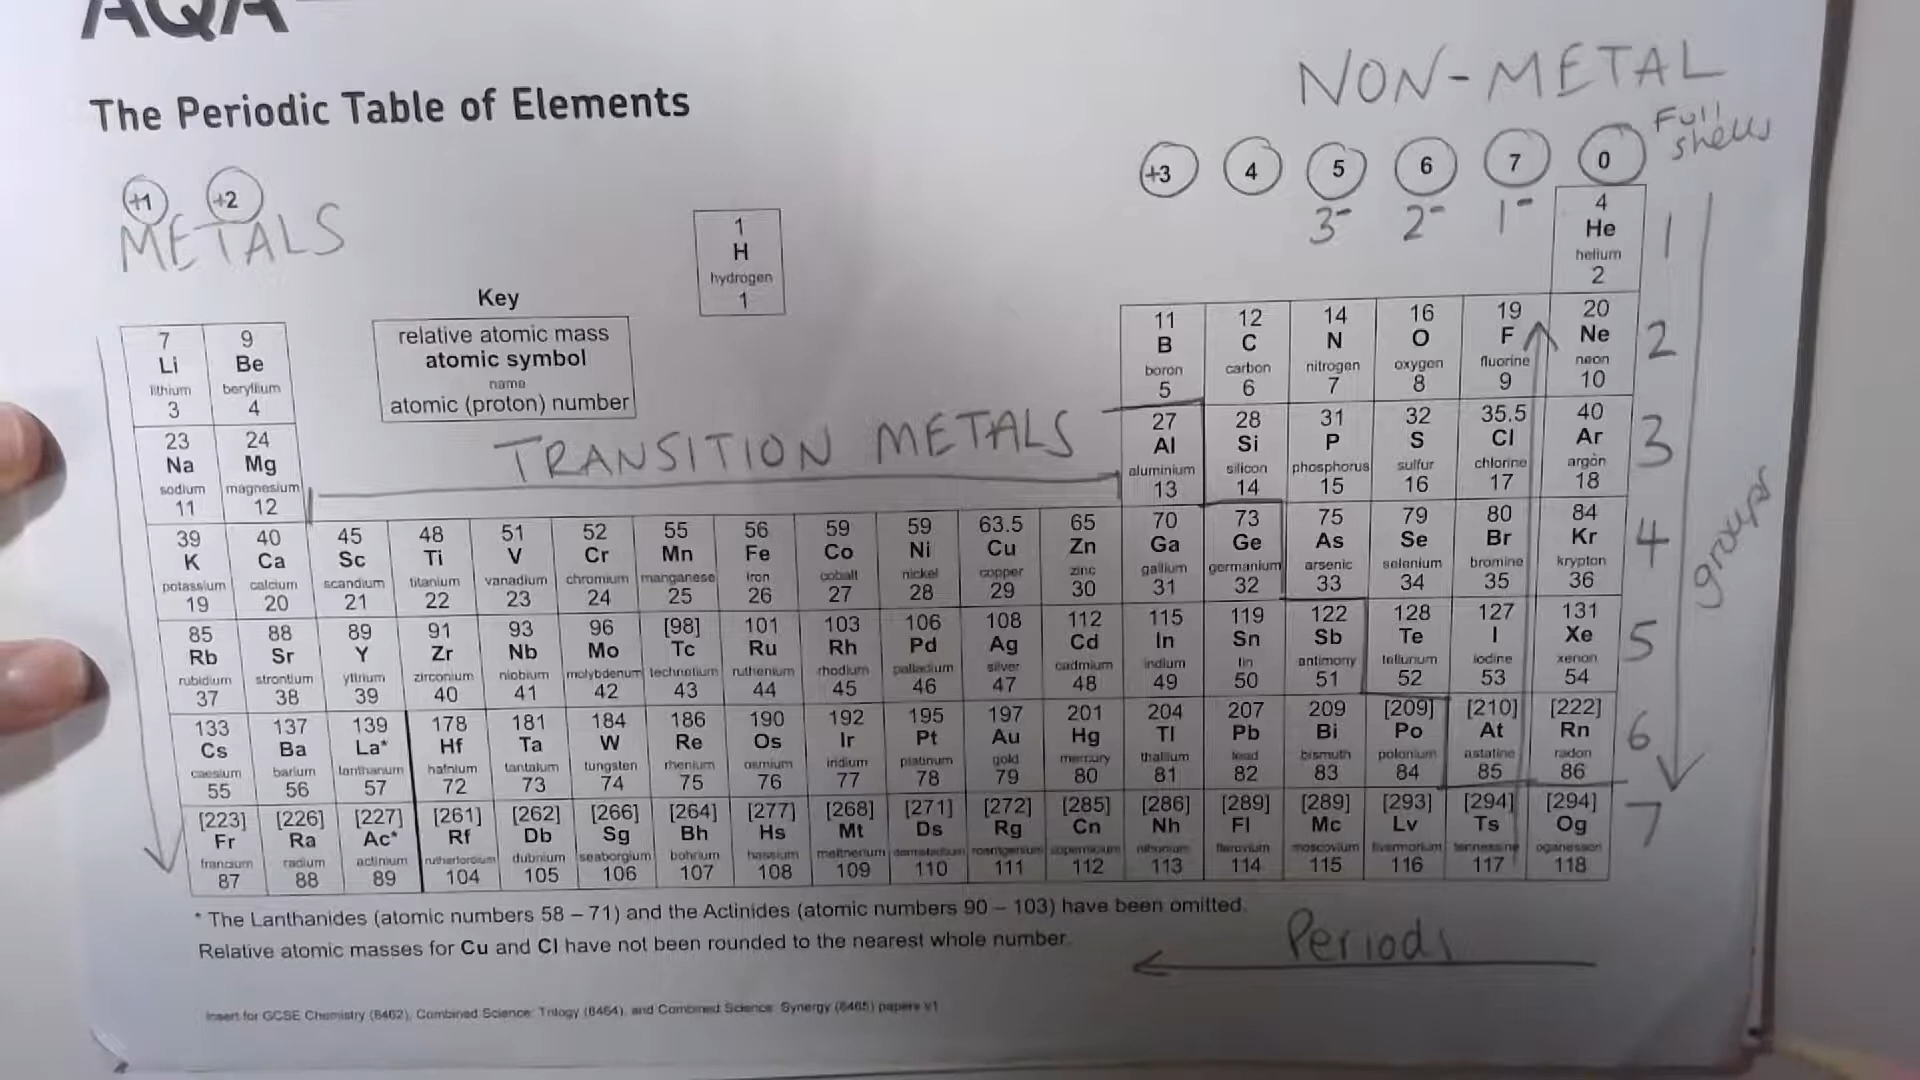 AQA
The Periodic Table of Elements
NON-METAL
Full
shells
+1 +2 +3 4 5 6 7 0
METALS
3- 2- 1-
1
H
hydrogen
1
4
He
helium
2
1
Key
relative atomic mass
atomic symbol
name
atomic (proton) number
7 9 11 12 14 16 19 20
Li Be B C N O F Ne 2
lithium beryllium boron carbon nitrogen oxygen fluorine neon
3 4 5 6 7 8 9 10
TRANSITION METALS
23 24 27 28 31 32 35.5 40
Na Mg Al Si P S Cl Ar 3
sodium magnesium aluminium silicon phosphorus sulfur chlorine argon
11 12 13 14 15 16 17 18
39 40 45 48 51 52 55 56 59 59 63.5 65 70 73 75 79 80 84
K Ca Sc Ti V Cr Mn Fe Co Ni Cu Zn Ga Ge As Se Br Kr 4
potassium calcium scandium titanium vanadium chromium manganese iron cobalt nickel copper zinc gallium germanium arsenic selenium bromine krypton
19 20 21 22 23 24 25 26 27 28 29 30 31 32 33 34 35 36
groups
85 88 89 91 93 96 [98] 101 103 106 108 112 115 119 122 128 127 131
Rb Sr Y Zr Nb Mo Tc Ru Rh Pd Ag Cd In Sn Sb Te I Xe 5
rubidium strontium yttrium zirconium niobium molybdenum technetium ruthenium rhodium palladium silver cadmium indium tin antimony tellurium iodine xenon
37 38 39 40 41 42 43 44 45 46 47 48 49 50 51 52 53 54
133 137 139 178 181 184 186 190 192 195 197 201 204 207 209 [209] [210] [222]
Cs Ba La* Hf Ta W Re Os Ir Pt Au Hg Tl Pb Bi Po At Rn 6
caesium barium lanthanum hafnium tantalum tungsten rhenium osmium iridium platinum gold mercury thallium lead bismuth polonium astatine radon
55 56 57 72 73 74 75 76 77 78 79 80 81 82 83 84 85 86
[223] [226] [227] [261] [262] [266] [264] [277] [268] [271] [272] [285] [286] [289] [289] [293] [294] [294]
Fr Ra Ac* Rf Db Sg Bh Hs Mt Ds Rg Cn Nh Fl Mc Lv Ts Og 7
francium radium actinium rutherfordium dubnium seaborgium bohrium hassium meitnerium darmstadtium roentgenium copernicium nihonium flerovium moscovium livermorium tennessine oganesson
87 88 89 104 105 106 107 108 109 110 111 112 113 114 115 116 117 118
* The Lanthanides (atomic numbers 58 – 71) and the Actinides (atomic numbers 90 – 103) have been omitted.
Relative atomic masses for Cu and Cl have not been rounded to the nearest whole number.
Periods
Insert for GCSE Chemistry (8462), Combined Science: Trilogy (8464), and Combined Science: Synergy (8465) papers v1